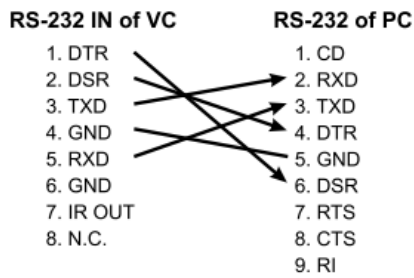 RS-232 IN of VC
1. DTR
2. DSR
3. TXD
4. GND
5. RXD
6. GND
7. IR OUT
8. N.C.
RS-232 of PC
1. CD
2. RXD
3. TXD
4. DTR
5. GND
6. DSR
7. RTS
8. CTS
9. RI